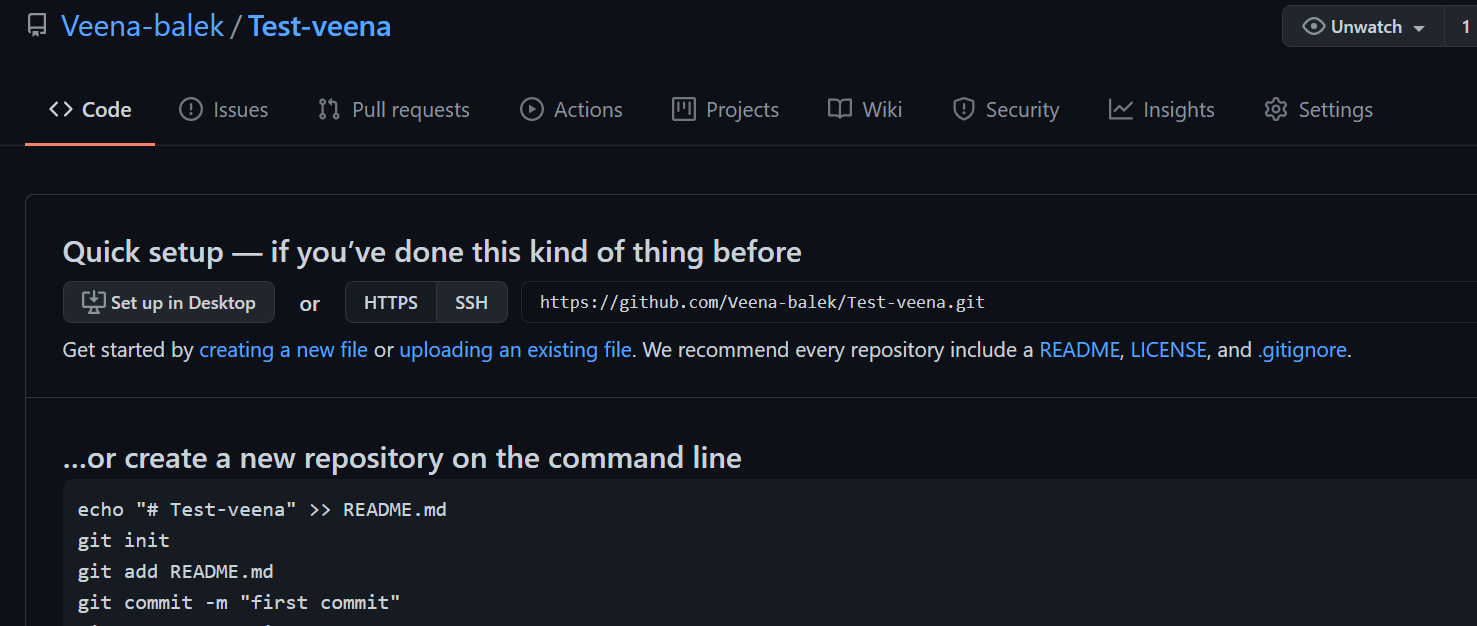 Veena-balek / Test-veena
Unwatch 1
Code Issues Pull requests Actions Projects Wiki Security Insights Settings
Quick setup — if you’ve done this kind of thing before
Set up in Desktop or HTTPS SSH https://github.com/Veena-balek/Test-veena.git
Get started by creating a new file or uploading an existing file. We recommend every repository include a README, LICENSE, and .gitignore.
…or create a new repository on the command line
echo "# Test-veena" >> README.md
git init
git add README.md
git commit -m "first commit"